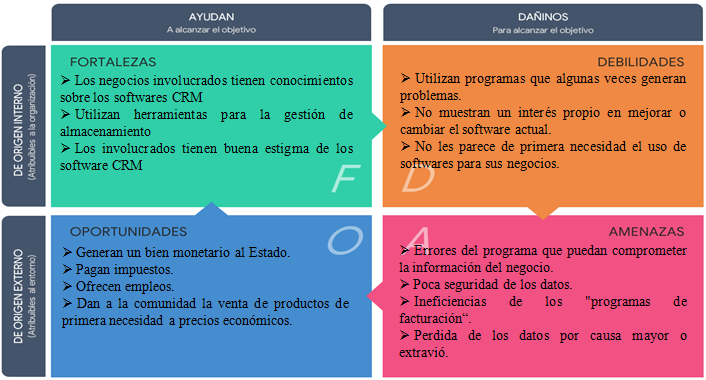 AYUDAN
A alcanzar el objetivo
DAÑINOS
Para alcanzar el objetivo
DE ORIGEN INTERNO
(Atribuibles a la organización)
FORTALEZAS
➢ Los negocios involucrados tienen conocimientos
sobre los softwares CRM
➢ Utilizan herramientas para la gestión de
almacenamiento
➢ Los involucrados tienen buena estigma de los
software CRM
F
DEBILIDADES
➢ Utilizan programas que algunas veces generan
problemas.
➢ No muestran un interés propio en mejorar o
cambiar el software actual.
➢ No les parece de primera necesidad el uso de
softwares para sus negocios.
D
DE ORIGEN EXTERNO
(Atribuibles al entorno)
OPORTUNIDADES
➢ Generan un bien monetario al Estado.
➢ Pagan impuestos.
➢ Ofrecen empleos.
➢ Dan a la comunidad la venta de productos de
primera necesidad a precios económicos.
O
AMENAZAS
➢ Errores del programa que puedan comprometer
la información del negocio.
➢ Poca seguridad de los datos.
➢ Ineficiencias de los "programas de
facturación“.
➢ Perdida de los datos por causa mayor o
extravió.
A